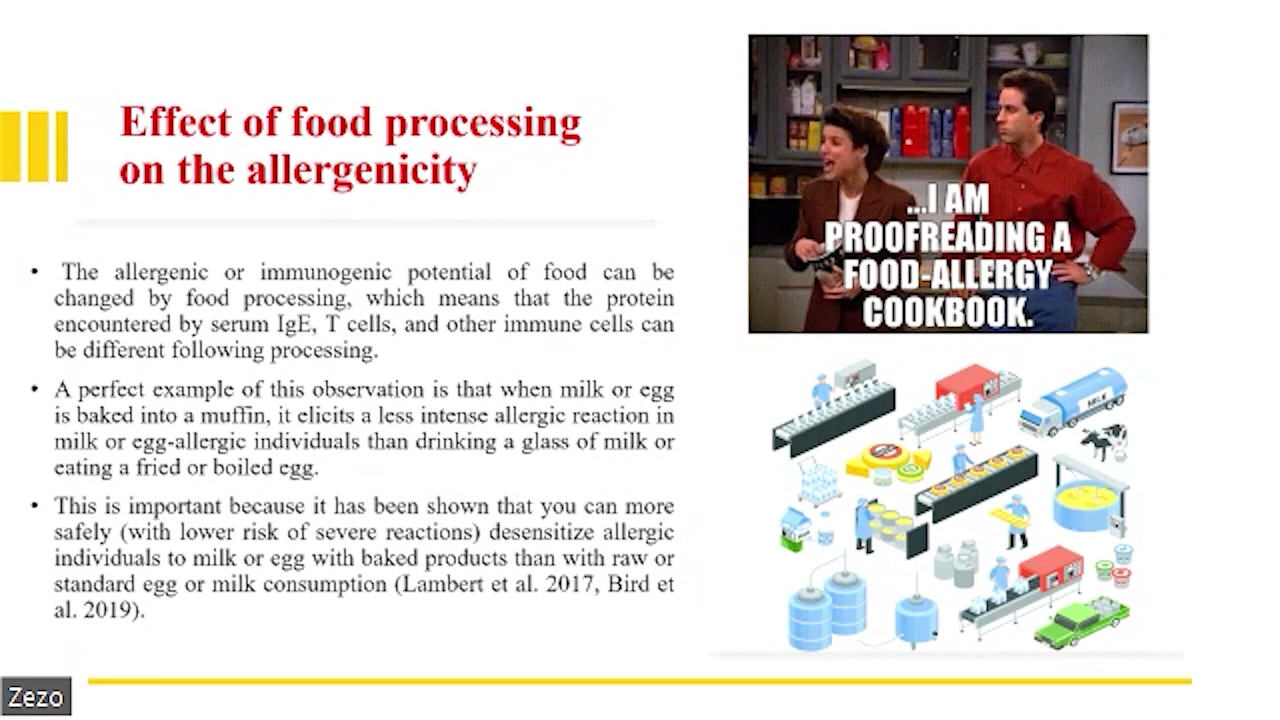 Effect of food processing
on the allergenicity
• The allergenic or immunogenic potential of food can be
changed by food processing, which means that the protein
encountered by serum IgE, T cells, and other immune cells can
be different following processing.
• A perfect example of this observation is that when milk or egg
is baked into a muffin, it elicits a less intense allergic reaction in
milk or egg-allergic individuals than drinking a glass of milk or
eating a fried or boiled egg.
• This is important because it has been shown that you can more
safely (with lower risk of severe reactions) desensitize allergic
individuals to milk or egg with baked products than with raw or
standard egg or milk consumption (Lambert et al. 2017, Bird et
al. 2019).
...I AM
PROOFREADING A
FOOD-ALLERGY
COOKBOOK.
MILK
Zezo